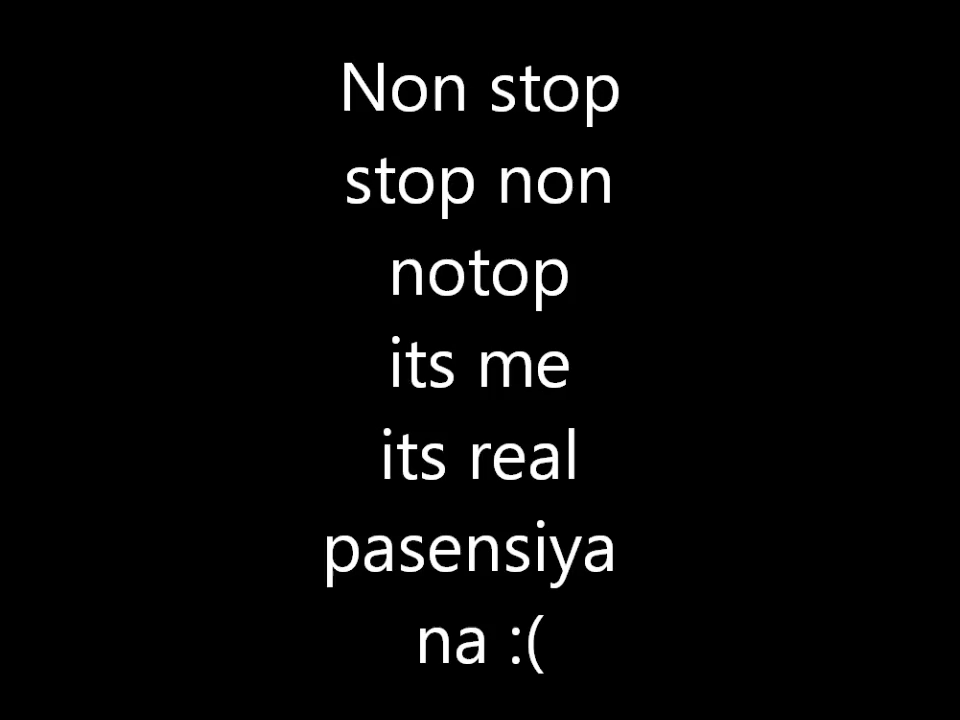 Non stop
stop non
notop
its me
its real
pasensiya
na :(